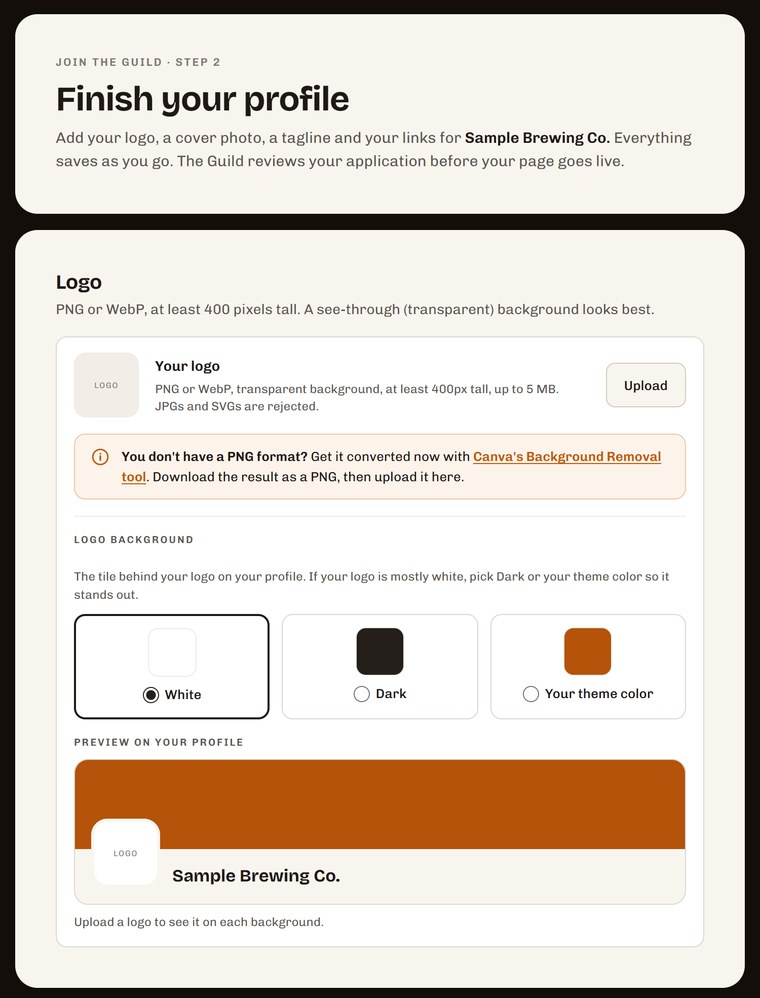 JOIN THE GUILD · STEP 2
Finish your profile
Add your logo, a cover photo, a tagline and your links for Sample Brewing Co. Everything
saves as you go. The Guild reviews your application before your page goes live.
Logo
PNG or WebP, at least 400 pixels tall. A see-through (transparent) background looks best.
LOGO
Your logo
PNG or WebP, transparent background, at least 400px tall, up to 5 MB.
JPGs and SVGs are rejected.
Upload
You don't have a PNG format? Get it converted now with Canva's Background Removal
tool. Download the result as a PNG, then upload it here.
LOGO BACKGROUND
The tile behind your logo on your profile. If your logo is mostly white, pick Dark or your theme color so it
stands out.
White
Dark
Your theme color
PREVIEW ON YOUR PROFILE
LOGO
Sample Brewing Co.
Upload a logo to see it on each background.